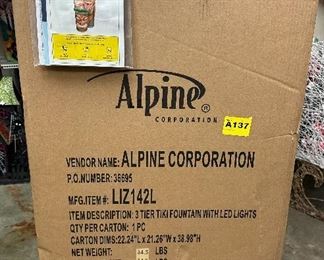 Alpine®
CORPORATION
A137
VENDOR NAME: ALPINE CORPORATION
P.O.NUMBER: 36695
MFG.ITEM#: LIZ142L
ITEM DESCRIPTION: 3 TIER TIKI FOUNTAIN WITH LED LIGHTS
QTY PER CARTON: 1 PC
CARTON DIMS: 22.24"L x 21.26"W x 38.98"H
NET WEIGHT: LBS
LBS